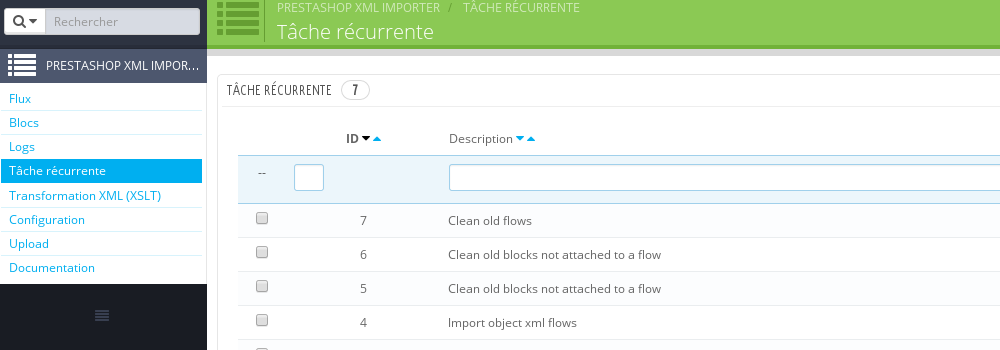 Rechercher
PRESTASHOP XML IMPOR...
Flux
Blocs
Logs
Tâche récurrente
Transformation XML (XSLT)
Configuration
Upload
Documentation
PRESTASHOP XML IMPORTER / TÂCHE RÉCURRENTE
Tâche récurrente
TÂCHE RÉCURRENTE 7
ID Description
--
7 Clean old flows
6 Clean old blocks not attached to a flow
5 Clean old blocks not attached to a flow
4 Import object xml flows